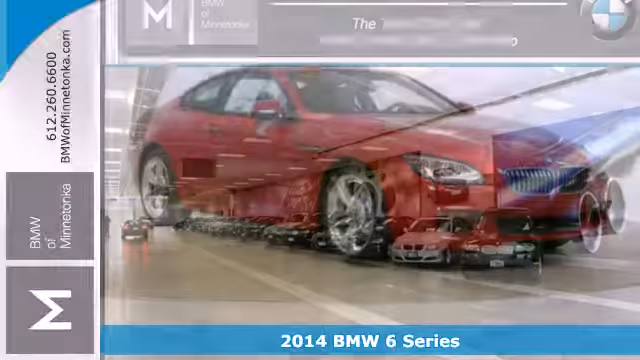 M
BMW
of
Minnetonka
The
612.260.6600
BMWofMinnetonka.com
BMW
of
Minnetonka
M
2014 BMW 6 Series